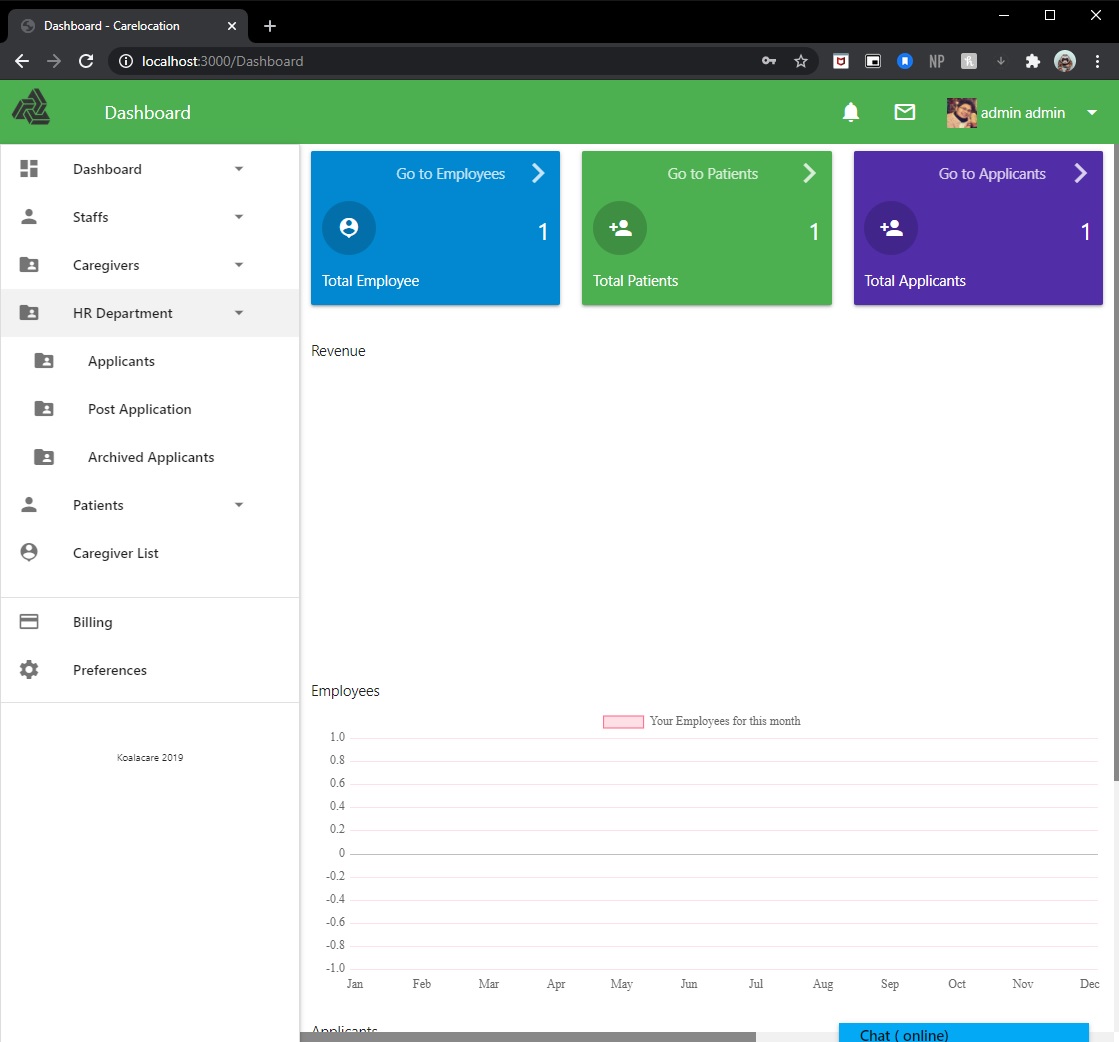 Dashboard - Carelocation
localhost:3000/Dashboard
NP
Dashboard
admin admin
Dashboard
Staffs
Caregivers
HR Department
Applicants
Post Application
Archived Applicants
Patients
Caregiver List
Billing
Preferences
Koalacare 2019
Go to Employees
1
Total Employee
Go to Patients
1
Total Patients
Go to Applicants
1
Total Applicants
Revenue
Employees
Your Employees for this month
1.0
0.8
0.6
0.4
0.2
0
-0.2
-0.4
-0.6
-0.8
-1.0
Jan Feb Mar Apr May Jun Jul Aug Sep Oct Nov Dec
Applicants
Chat ( online)